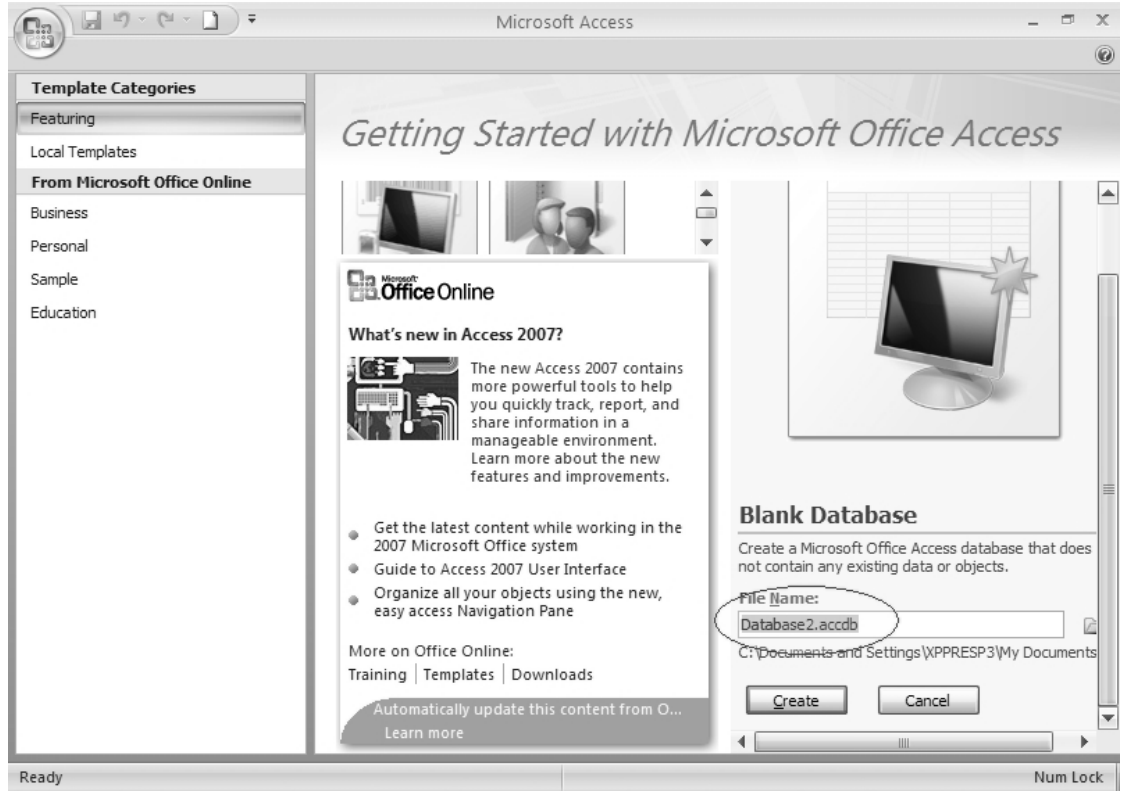 Microsoft Access
Template Categories
Featuring
Local Templates
From Microsoft Office Online
Business
Personal
Sample
Education
Getting Started with Microsoft Office Access
Microsoft
Office Online
What's new in Access 2007?
The new Access 2007 contains
more powerful tools to help
you quickly track, report, and
share information in a
manageable environment.
Learn more about the new
features and improvements.
Get the latest content while working in the
2007 Microsoft Office system
Guide to Access 2007 User Interface
Organize all your objects using the new,
easy access Navigation Pane
More on Office Online:
Training | Templates | Downloads
Automatically update this content from O...
Learn more
Blank Database
Create a Microsoft Office Access database that does
not contain any existing data or objects.
File Name:
Database2.accdb
C:\Documents and Settings\XPPRESP3\My Documents
Create Cancel
Ready Num Lock